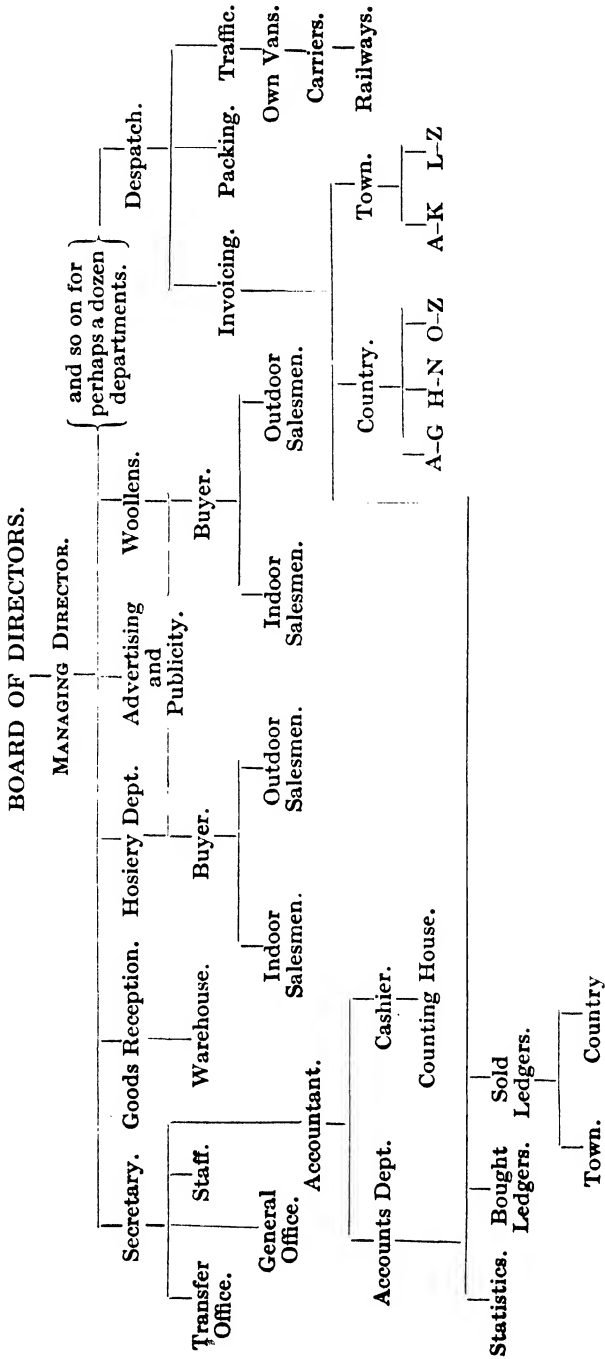 BOARD OF DIRECTORS.
MANAGING DIRECTOR.
Secretary. Goods Reception. Hosiery Dept. Advertising and Publicity. Woollens. {and so on for perhaps a dozen departments.} Despatch.
Transfer Office.
General Office.
Staff.
Accountant.
Accounts Dept.
Cashier.
Counting House.
Statistics.
Bought Ledgers.
Sold Ledgers.
Town. Country
Warehouse.
Buyer.
Indoor Salesmen.
Outdoor Salesmen.
Buyer.
Indoor Salesmen.
Outdoor Salesmen.
Invoicing. Packing. Traffic.
Own Vans.
Carriers.
Railways.
Country. Town.
A–G H–N O–Z A–K L–Z